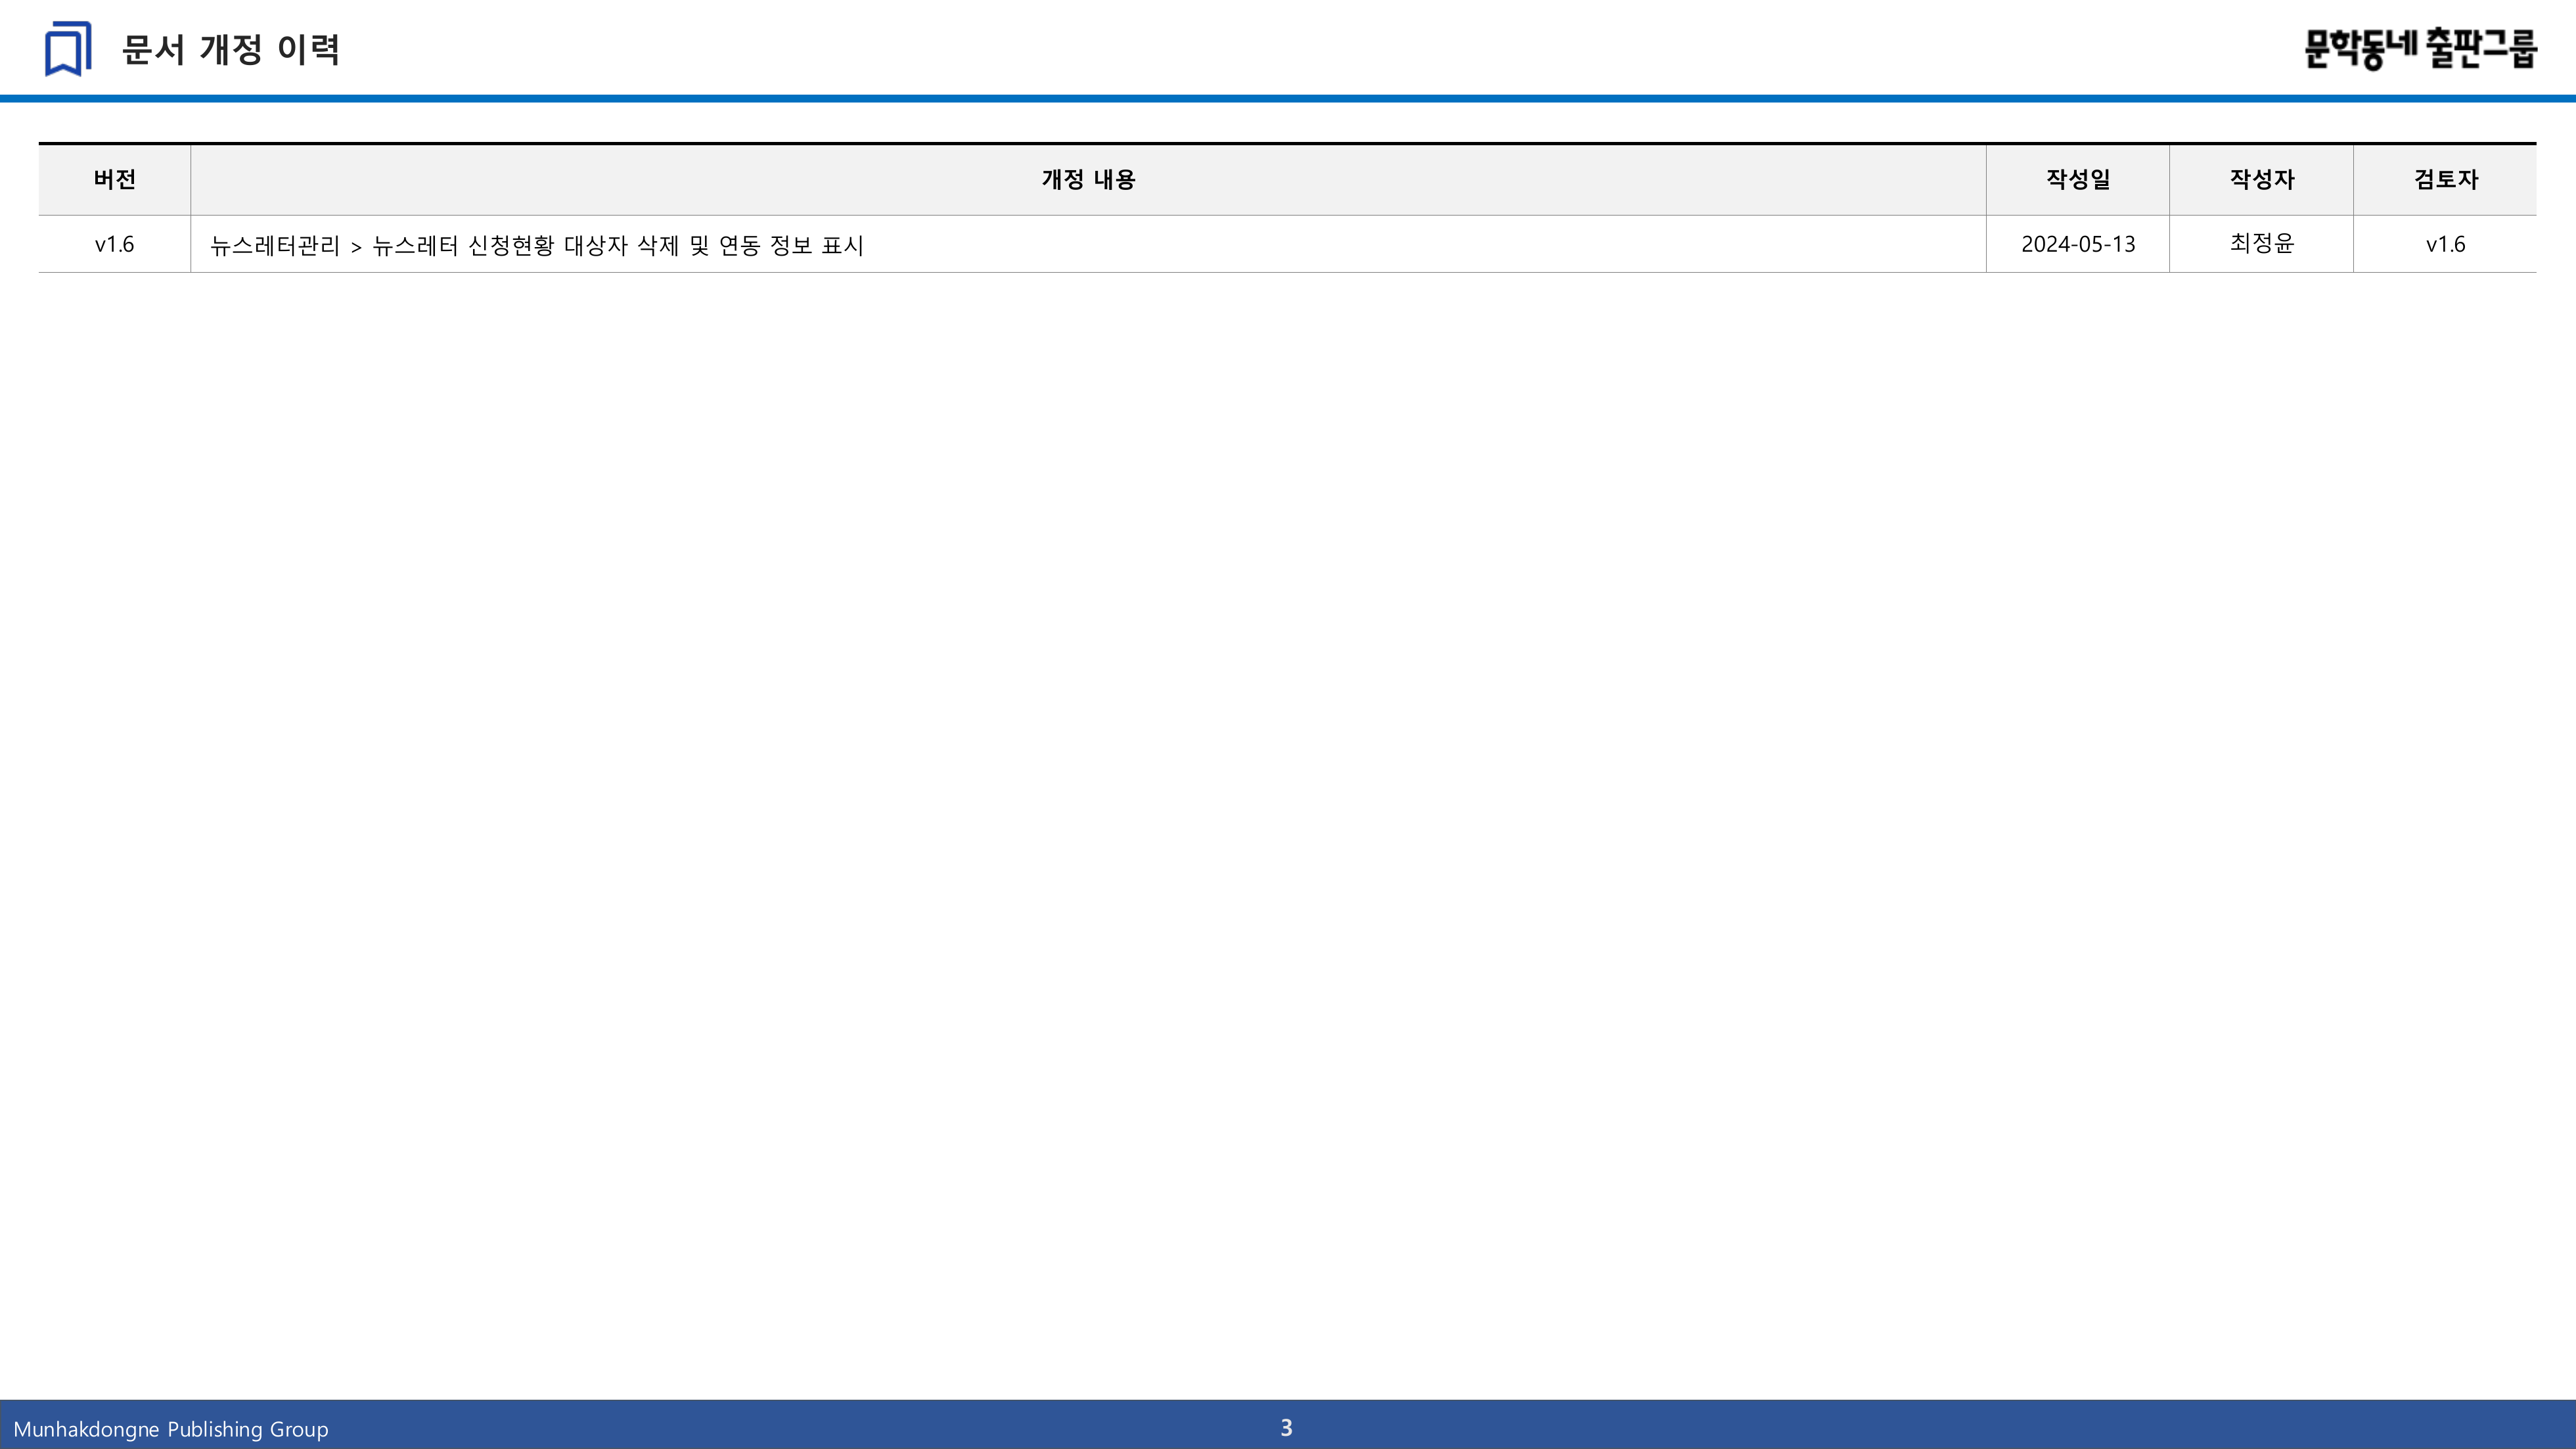 문서 개정 이력
문학동네 출판그룹
버전 개정 내용 작성일 작성자 검토자
v1.6 뉴스레터관리 > 뉴스레터 신청현황 대상자 삭제 및 연동 정보 표시 2024-05-13 최정윤 v1.6
Munhakdongne Publishing Group 3